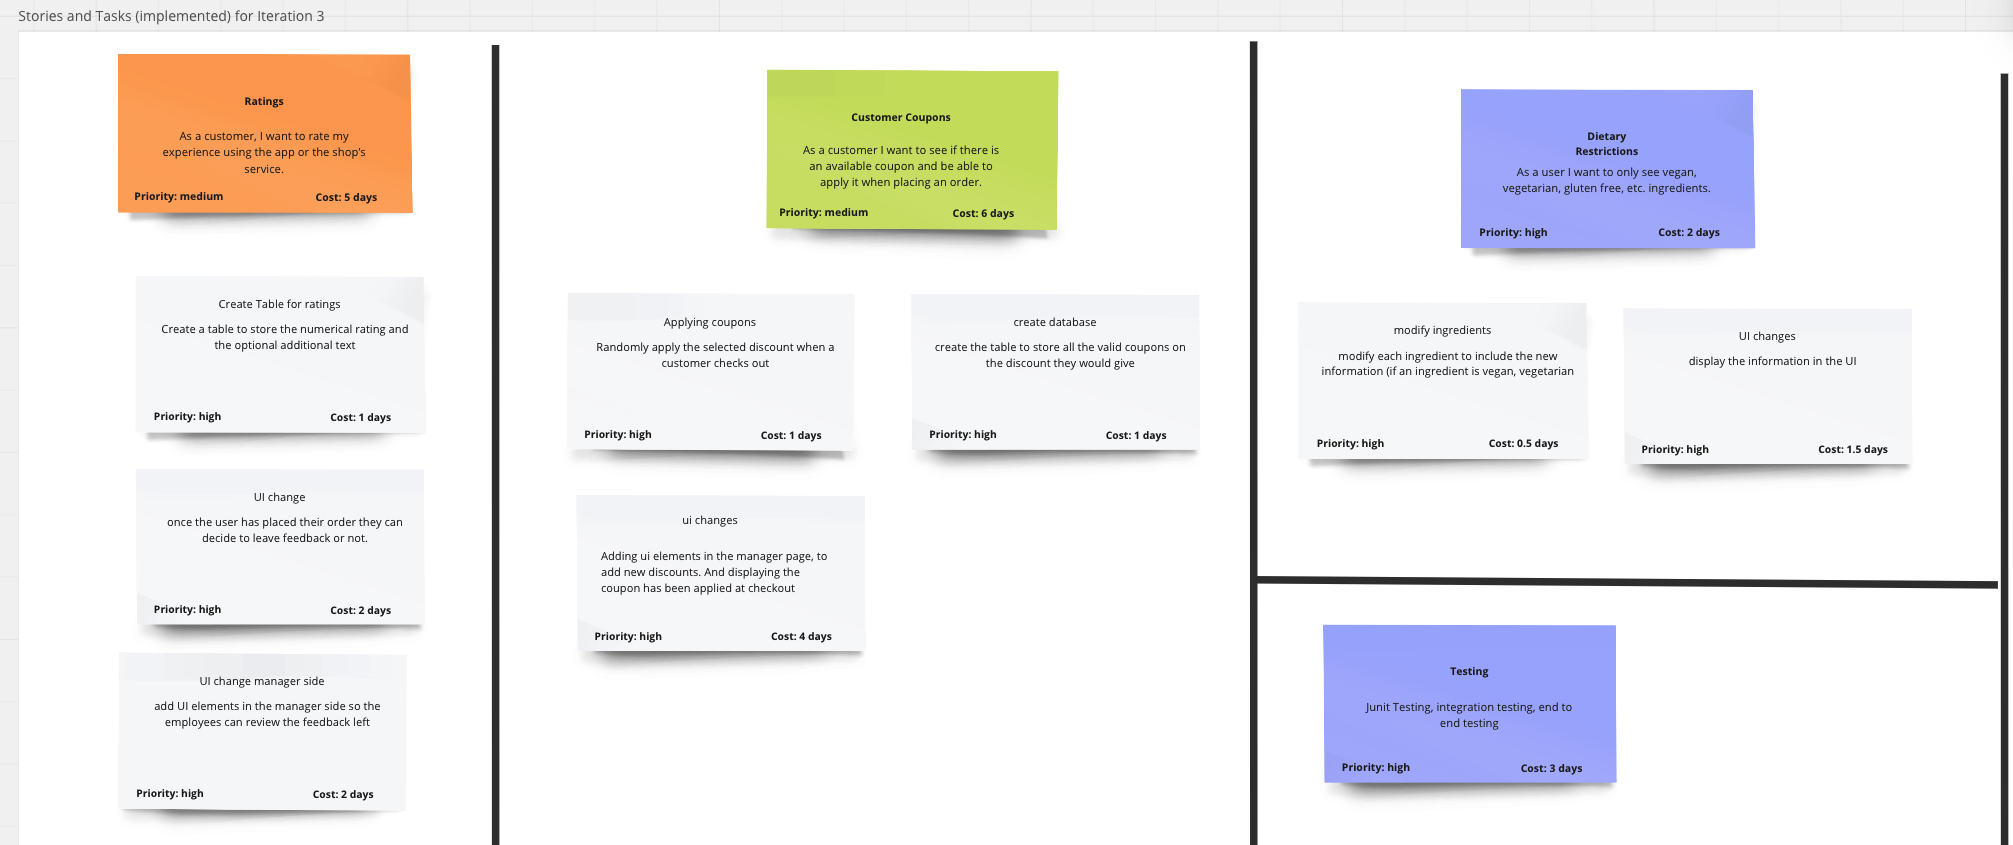 Stories and Tasks (implemented) for Iteration 3
Ratings
As a customer, I want to rate my
experience using the app or the shop's
service.
Priority: medium
Cost: 5 days
Create Table for ratings
Create a table to store the numerical rating and
the optional additional text
Priority: high
Cost: 1 days
UI change
once the user has placed their order they can
decide to leave feedback or not.
Priority: high
Cost: 2 days
UI change manager side
add UI elements in the manager side so the
employees can review the feedback left
Priority: high
Cost: 2 days
Customer Coupons
As a customer I want to see if there is
an available coupon and be able to
apply it when placing an order.
Priority: medium
Cost: 6 days
Applying coupons
Randomly apply the selected discount when a
customer checks out
Priority: high
Cost: 1 days
create database
create the table to store all the valid coupons on
the discount they would give
Priority: high
Cost: 1 days
ui changes
Adding ui elements in the manager page, to
add new discounts. And displaying the
coupon has been applied at checkout
Priority: high
Cost: 4 days
Dietary
Restrictions
As a user I want to only see vegan,
vegetarian, gluten free, etc. ingredients.
Priority: high
Cost: 2 days
modify ingredients
modify each ingredient to include the new
information (if an ingredient is vegan, vegetarian
Priority: high
Cost: 0.5 days
UI changes
display the information in the UI
Priority: high
Cost: 1.5 days
Testing
Junit Testing, integration testing, end to
end testing
Priority: high
Cost: 3 days